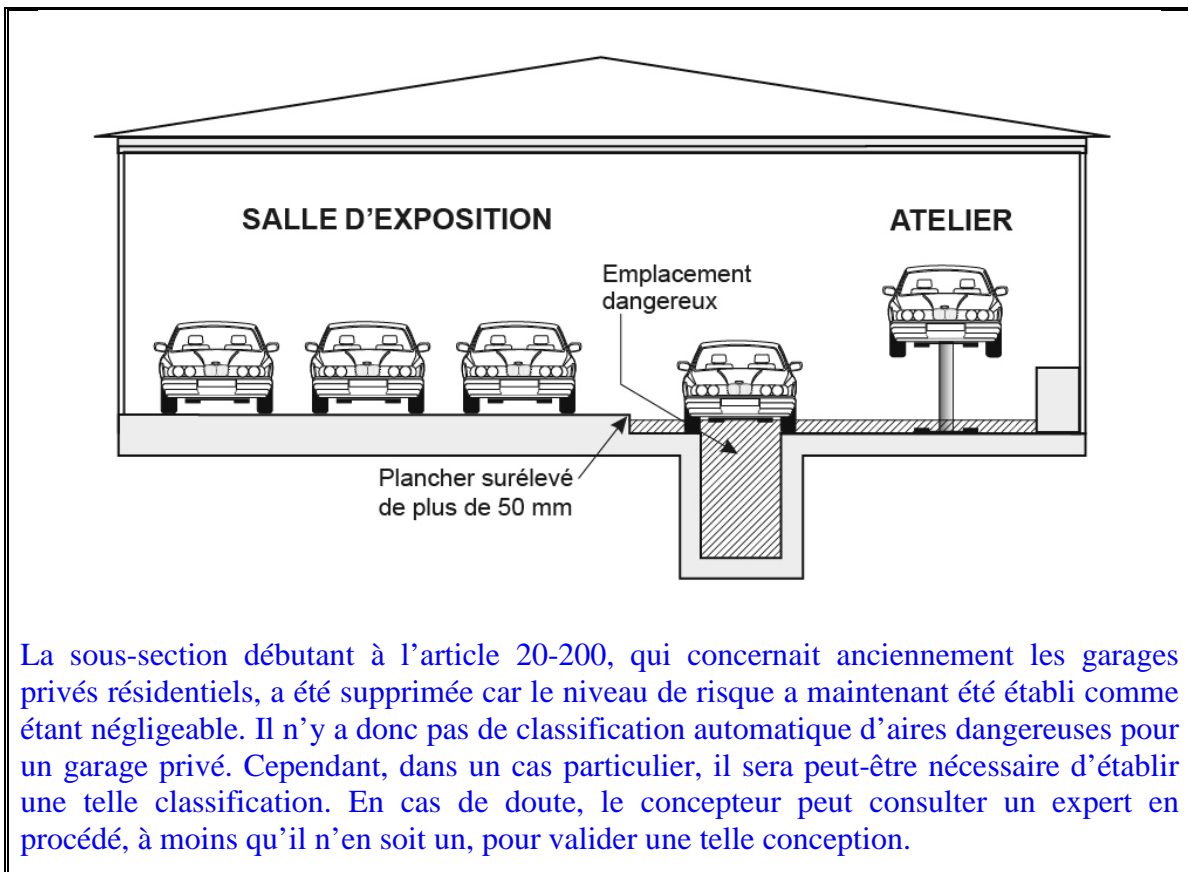 SALLE D’EXPOSITION
ATELIER
Emplacement
dangereux
Plancher surélevé
de plus de 50 mm
La sous-section débutant à l’article 20-200, qui concernait anciennement les garages
privés résidentiels, a été supprimée car le niveau de risque a maintenant été établi comme
étant négligeable. Il n’y a donc pas de classification automatique d’aires dangereuses pour
un garage privé. Cependant, dans un cas particulier, il sera peut-être nécessaire d’établir
une telle classification. En cas de doute, le concepteur peut consulter un expert en
procédé, à moins qu’il n’en soit un, pour valider une telle conception.